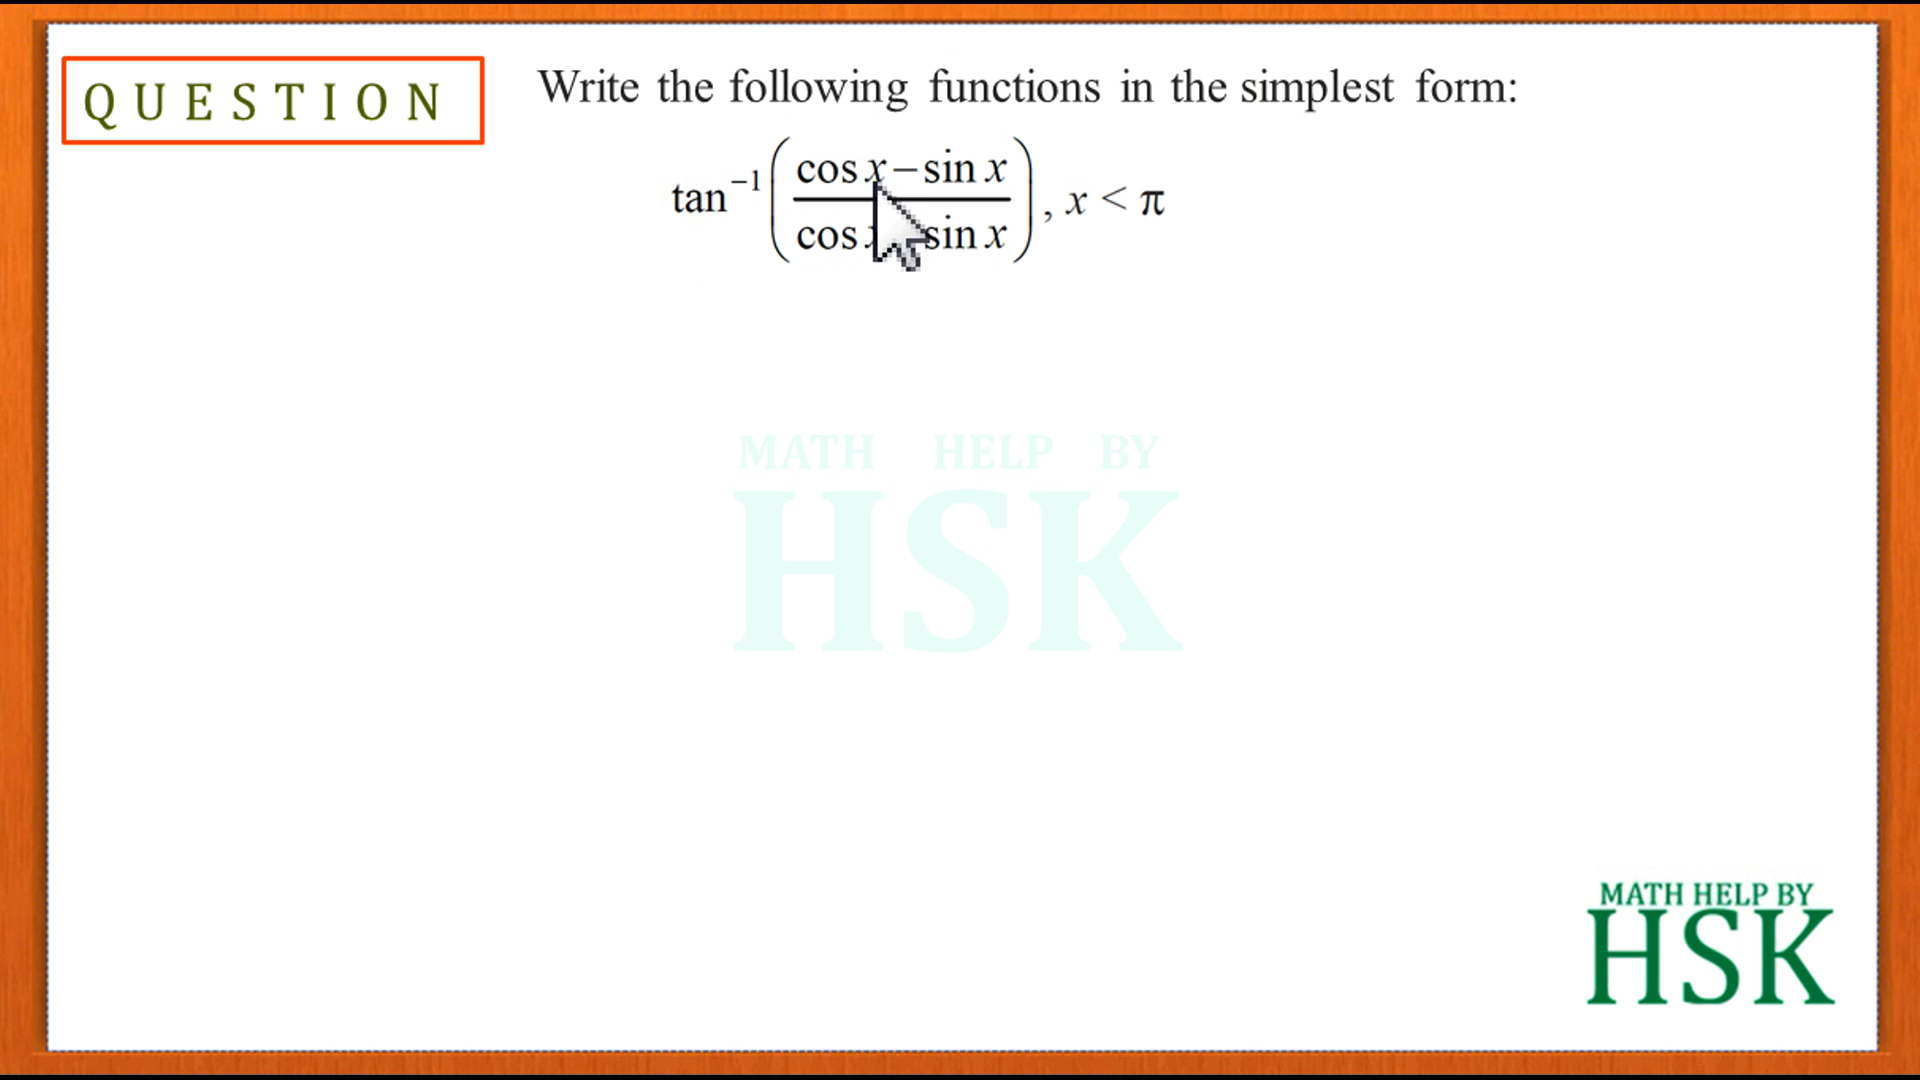 QUESTION
Write the following functions in the simplest form:
tan⁻¹((cos x − sin x)/(cos sin x)), x < π
MATH HELP BY
HSK
MATH HELP BY
HSK